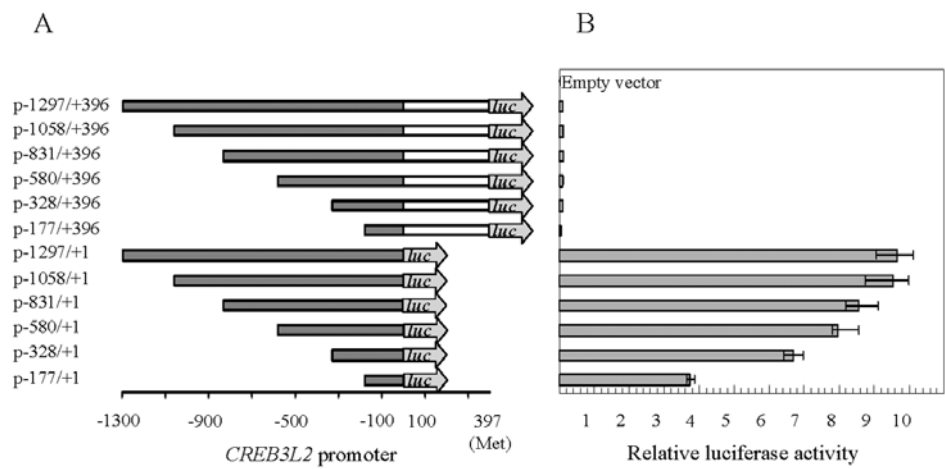 A
B
Empty vector
p-1297/+396 luc
p-1058/+396 luc
p-831/+396 luc
p-580/+396 luc
p-328/+396 luc
p-177/+396 luc
p-1297/+1 luc
p-1058/+1 luc
p-831/+1 luc
p-580/+1 luc
p-328/+1 luc
p-177/+1 luc
-1300 -900 -500 -100 100 397
(Met)
CREB3L2 promoter
1 2 3 4 5 6 7 8 9 10
Relative luciferase activity